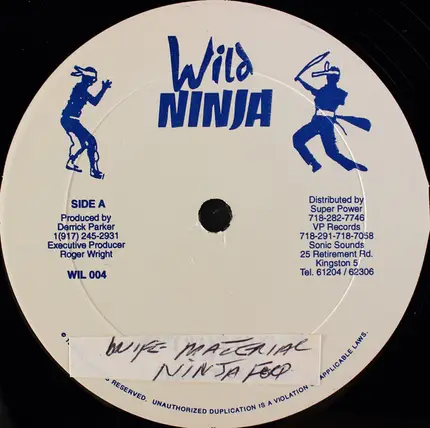 Wild
NINJA
SIDE A
Produced by
Derrick Parker
1(917) 245-2931
Executive Producer
Roger Wright
WIL 004
Distributed by
Super Power
718-282-7746
VP Records
718-291-718-7058
Sonic Sounds
25 Retirement Rd.
Kingston 5
Tel. 61204 / 62306
WIFE MATERIAL
NINJA
RESERVED. UNAUTHORIZED DUPLICATION IS A VIOLATION APPLICABLE LAWS.